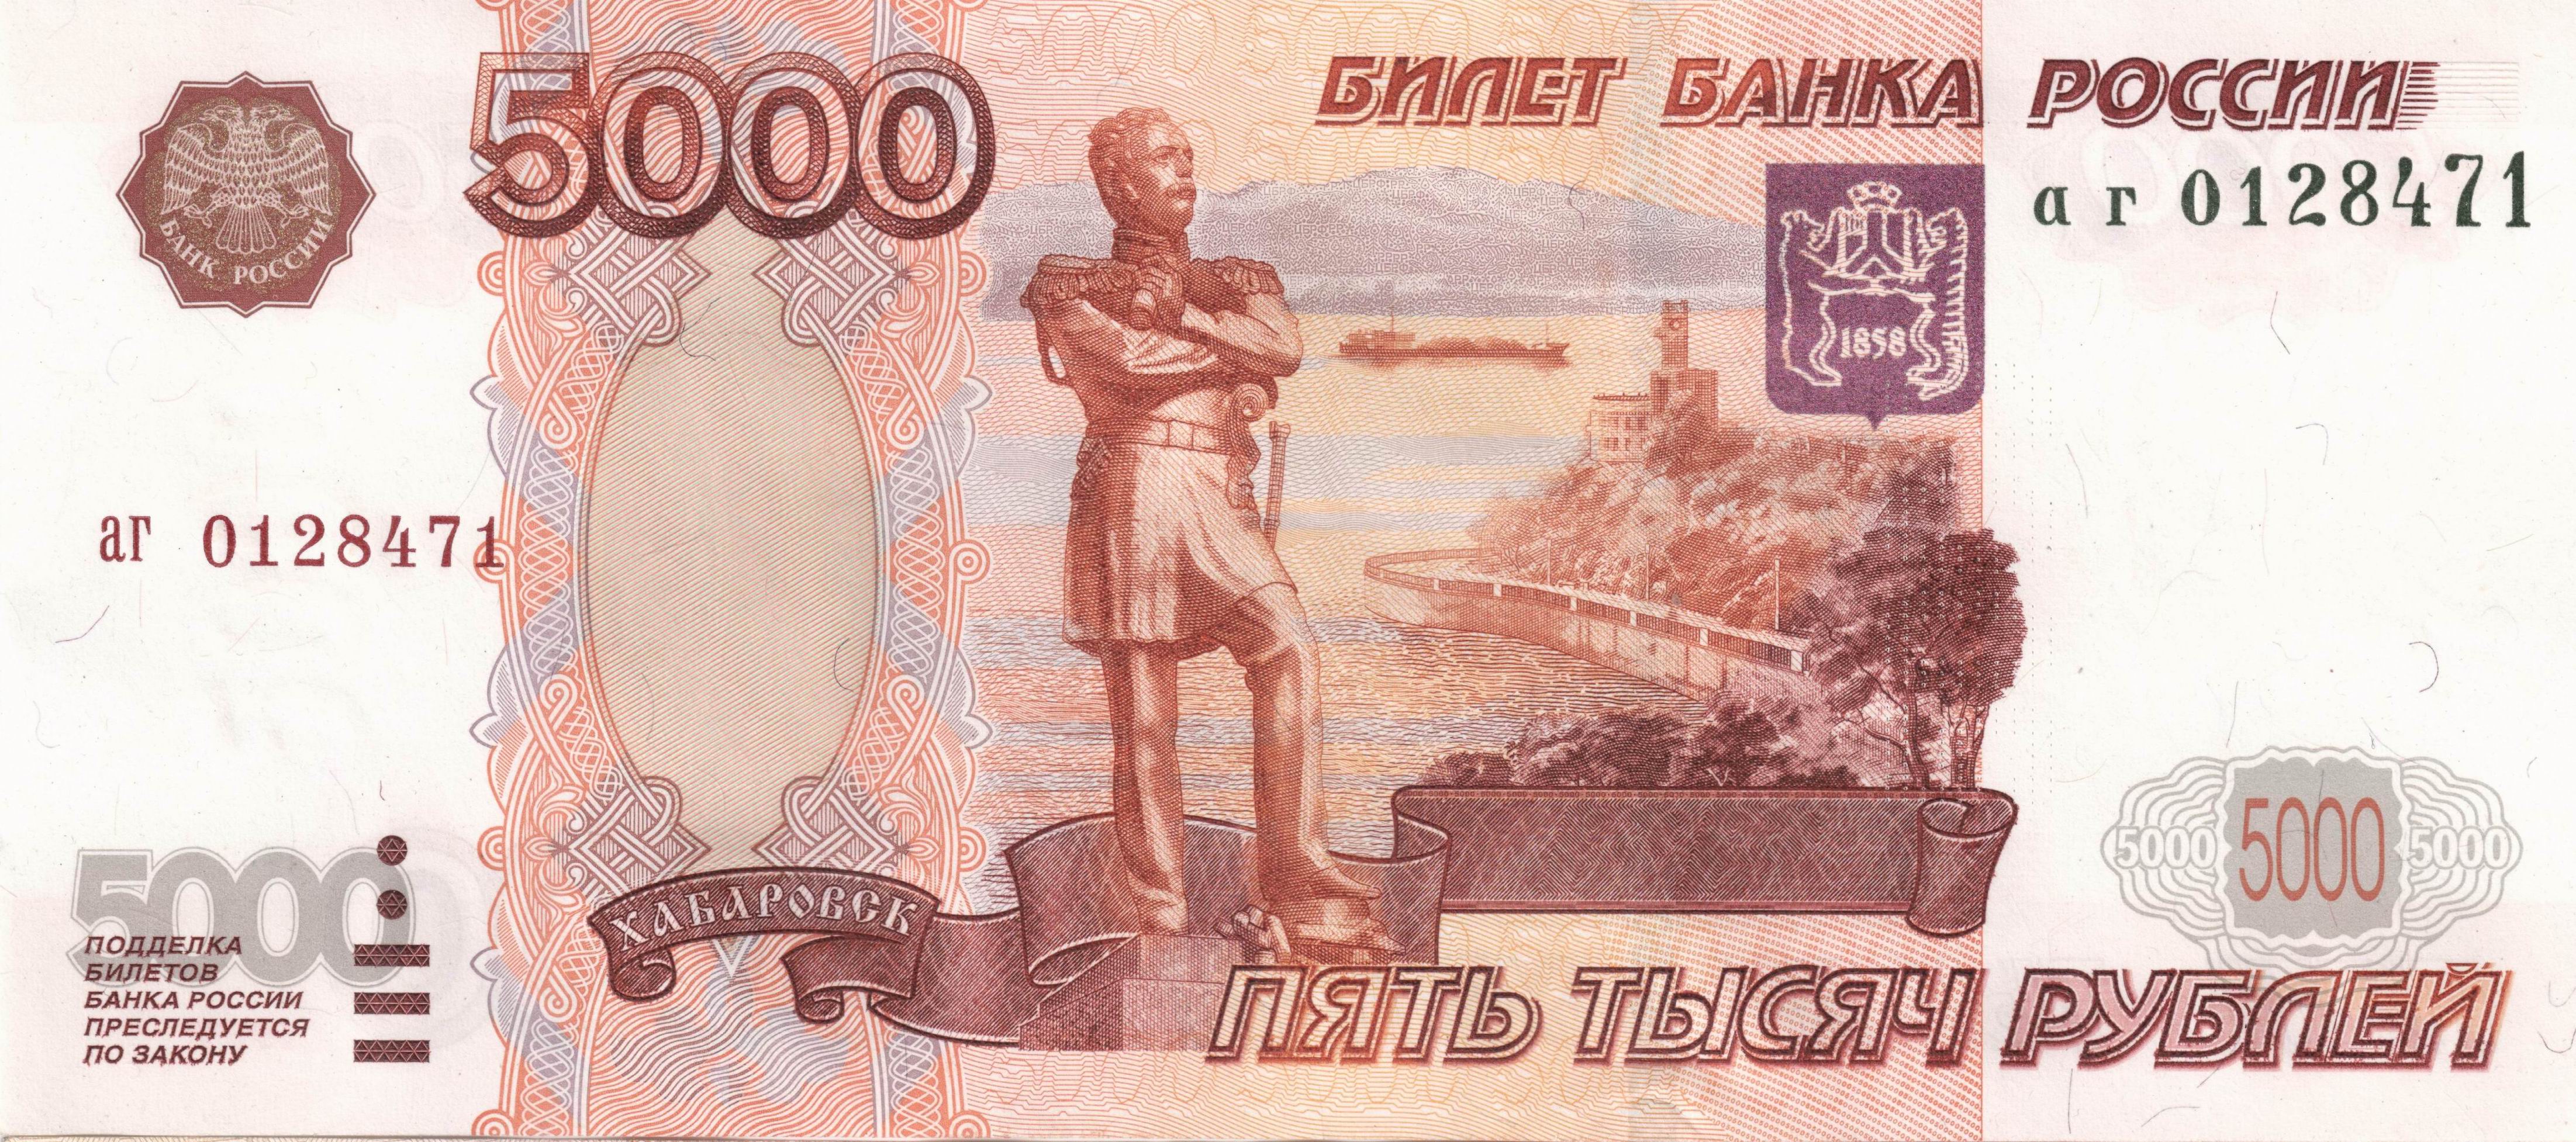 5000
БИЛЕТ БАНКА РОССИИ
БАНК РОССИИ
аг 0128471
1858
аг 0128471
5000
5000 5000 5000
ХАБАРОВСК
ПОДДЕЛКА
БИЛЕТОВ
БАНКА РОССИИ
ПРЕСЛЕДУЕТСЯ
ПО ЗАКОНУ
ПЯТЬ ТЫСЯЧ РУБЛЕЙ